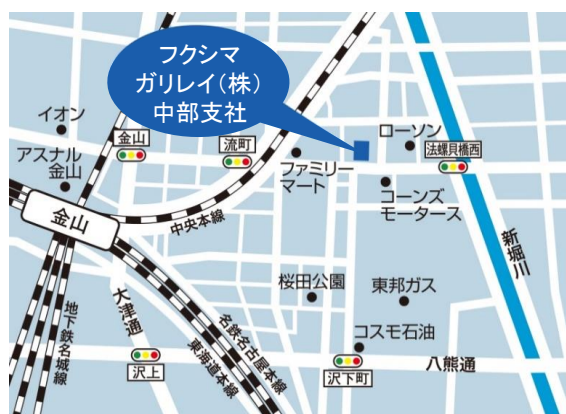 フクシマ
ガリレイ(株)
中部支社
イオン
アスナル
金山
金山
流町
ファミリー
マート
ローソン
法螺貝橋西
コーンズ
モータース
金山
中央本線
新堀川
桜田公園
東邦ガス
大津通
地下鉄名城線
名鉄名古屋本線
東海道本線
コスモ石油
沢上
沢下町
八熊通